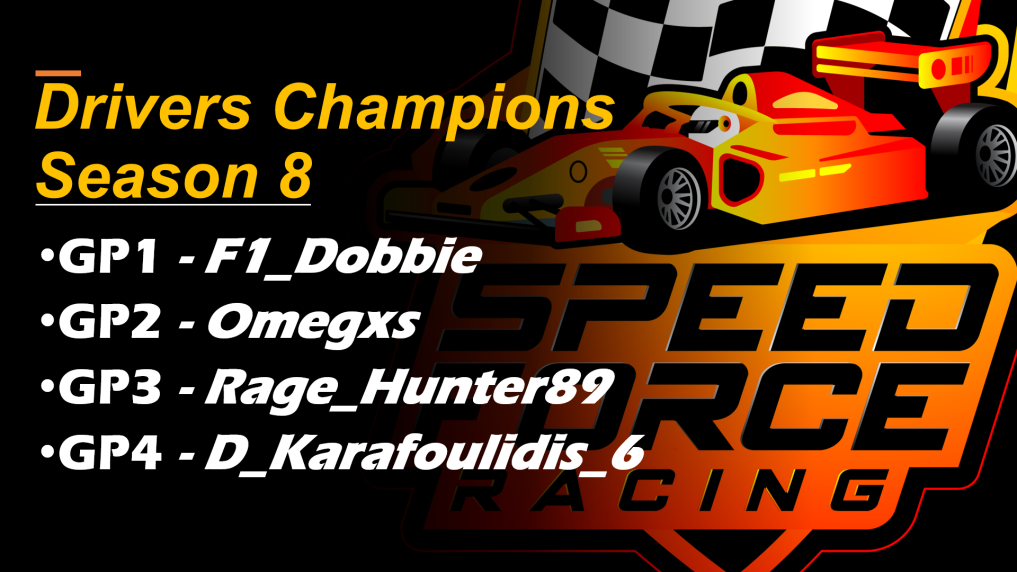 Drivers Champions
Season 8
•GP1 - F1_Dobbie
•GP2 - Omegxs
•GP3 - Rage_Hunter89
•GP4 - D_Karafoulidis_6
SPEED
FORCE
RACING